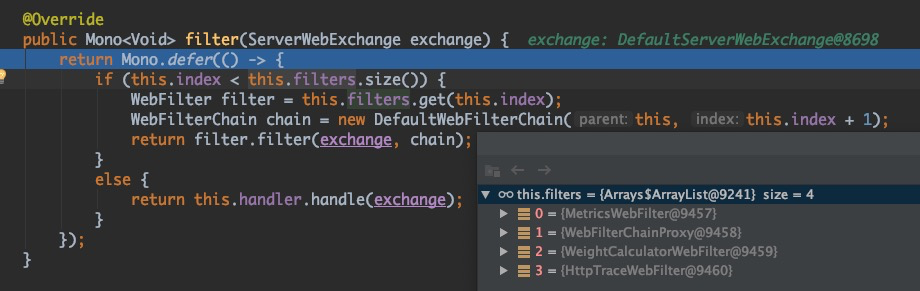 @Override
public Mono<Void> filter(ServerWebExchange exchange) { exchange: DefaultServerWebExchange@8698
return Mono.defer(() -> {
if (this.index < this.filters.size()) {
WebFilter filter = this.filters.get(this.index);
WebFilterChain chain = new DefaultWebFilterChain( parent: this, index: this.index + 1);
return filter.filter(exchange, chain);
}
else {
return this.handler.handle(exchange);
}
});
}
this.filters = {Arrays$ArrayList@9241} size = 4
0 = {MetricsWebFilter@9457}
1 = {WebFilterChainProxy@9458}
2 = {WeightCalculatorWebFilter@9459}
3 = {HttpTraceWebFilter@9460}